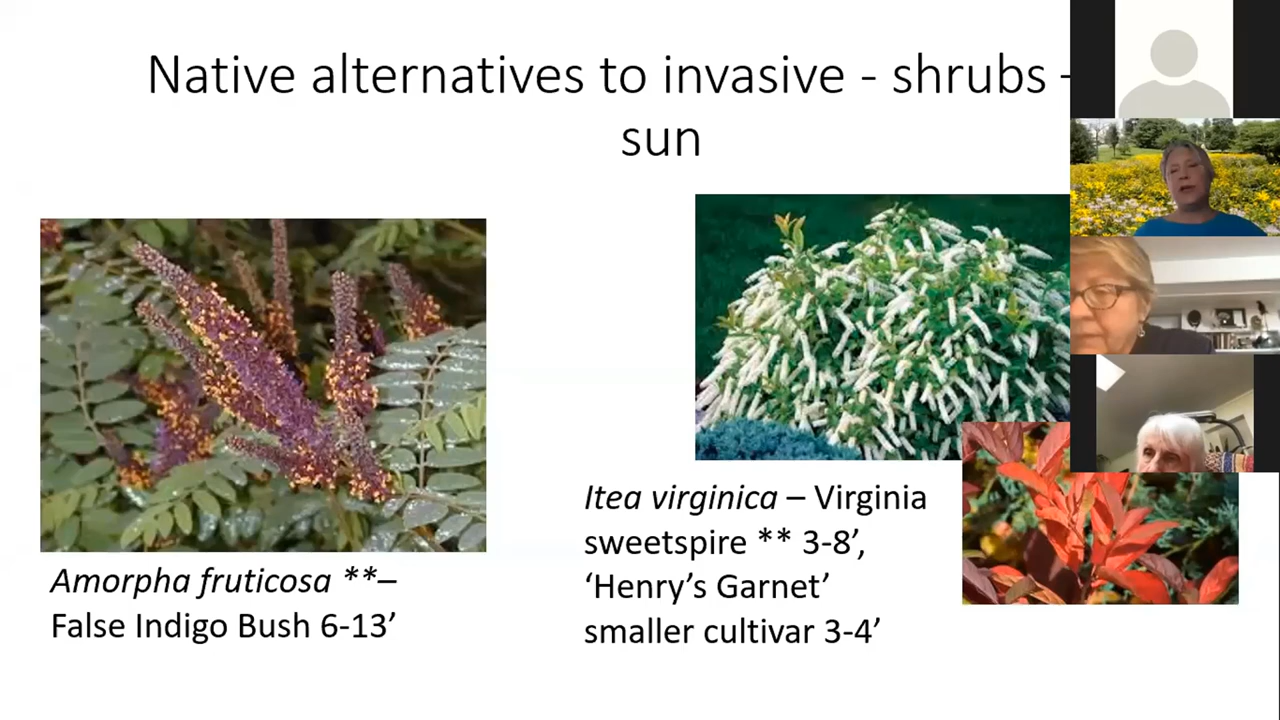 Native alternatives to invasive - shrubs -
sun
Amorpha fruticosa **–
False Indigo Bush 6-13’
Itea virginica – Virginia
sweetspire ** 3-8’,
‘Henry’s Garnet’
smaller cultivar 3-4’